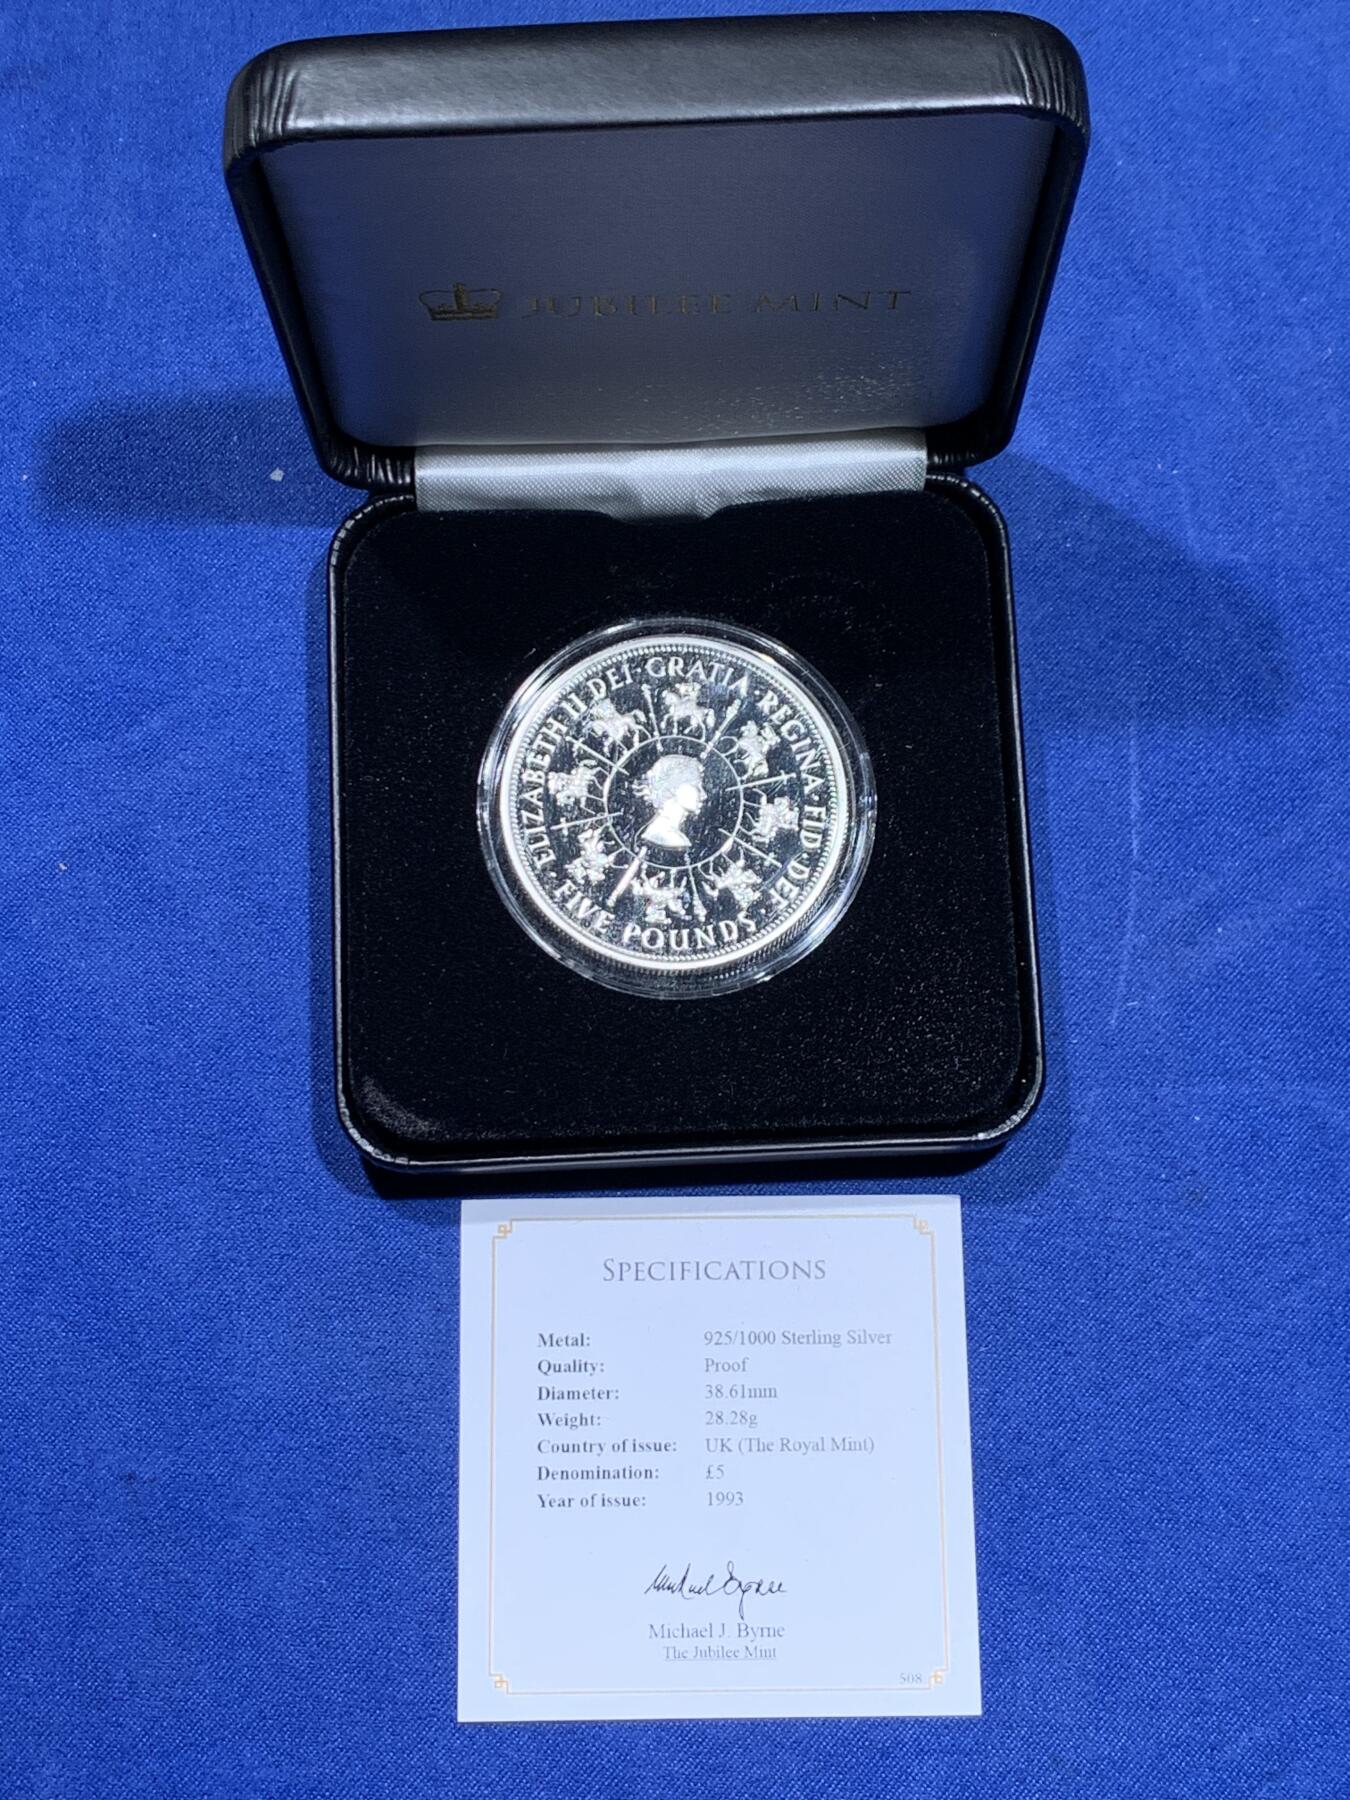 JUBILEE MINT
ELIZABETH·II·DEI·GRATIA·REGINA·FID·DEF·
FIVE POUNDS
SPECIFICATIONS
Metal: 925/1000 Sterling Silver
Quality: Proof
Diameter: 38.61mm
Weight: 28.28g
Country of issue: UK (The Royal Mint)
Denomination: £5
Year of issue: 1993
Michael J. Byrne
Michael J. Byrne
The Jubilee Mint
508